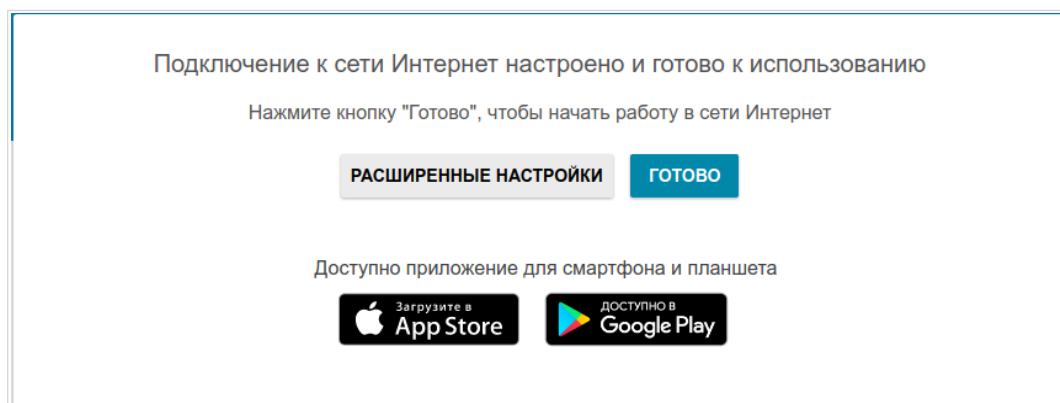 Подключение к сети Интернет настроено и готово к использованию
Нажмите кнопку "Готово", чтобы начать работу в сети Интернет
РАСШИРЕННЫЕ НАСТРОЙКИ ГОТОВО
Доступно приложение для смартфона и планшета
Загрузите в
App Store
ДОСТУПНО В
Google Play